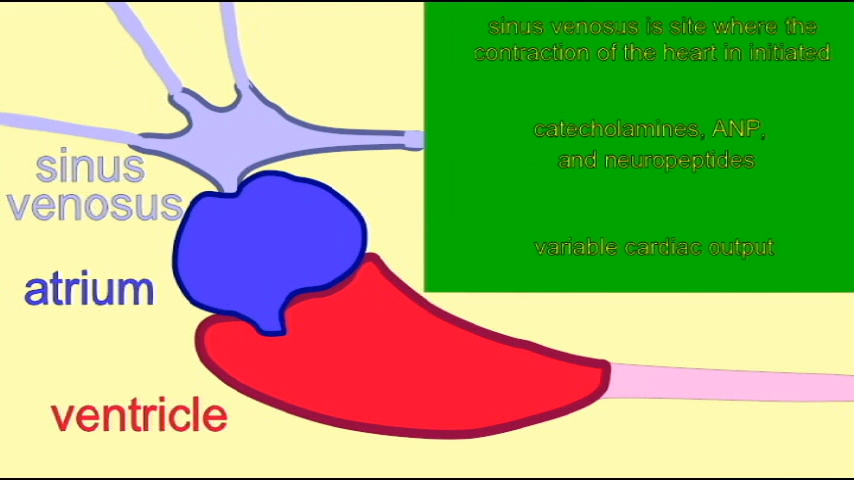 sinus venosus is site where the
contraction of the heart in initiated
catecholamines, ANP,
and neuropeptides
variable cardiac output
sinus
venosus
atrium
ventricle